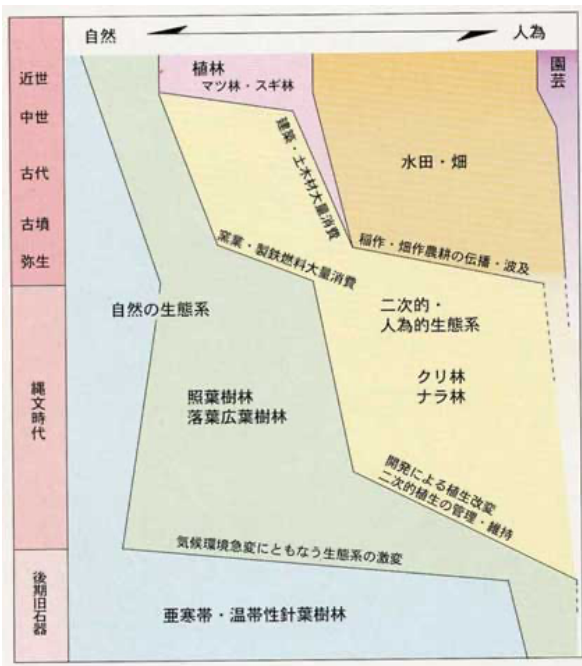 自然
人為
近世
中世
古代
古墳
弥生
縄文時代
後期旧石器
植林
マツ林・スギ林
園芸
水田・畑
建築・土木材大量消費
稲作・畑作農耕の伝播・波及
窯業・製鉄燃料大量消費
自然の生態系
二次的・
人為的生態系
クリ林
ナラ林
照葉樹林
落葉広葉樹林
開発による植生改変
二次的植生の管理・維持
気候環境急変にともなう生態系の激変
亜寒帯・温帯性針葉樹林